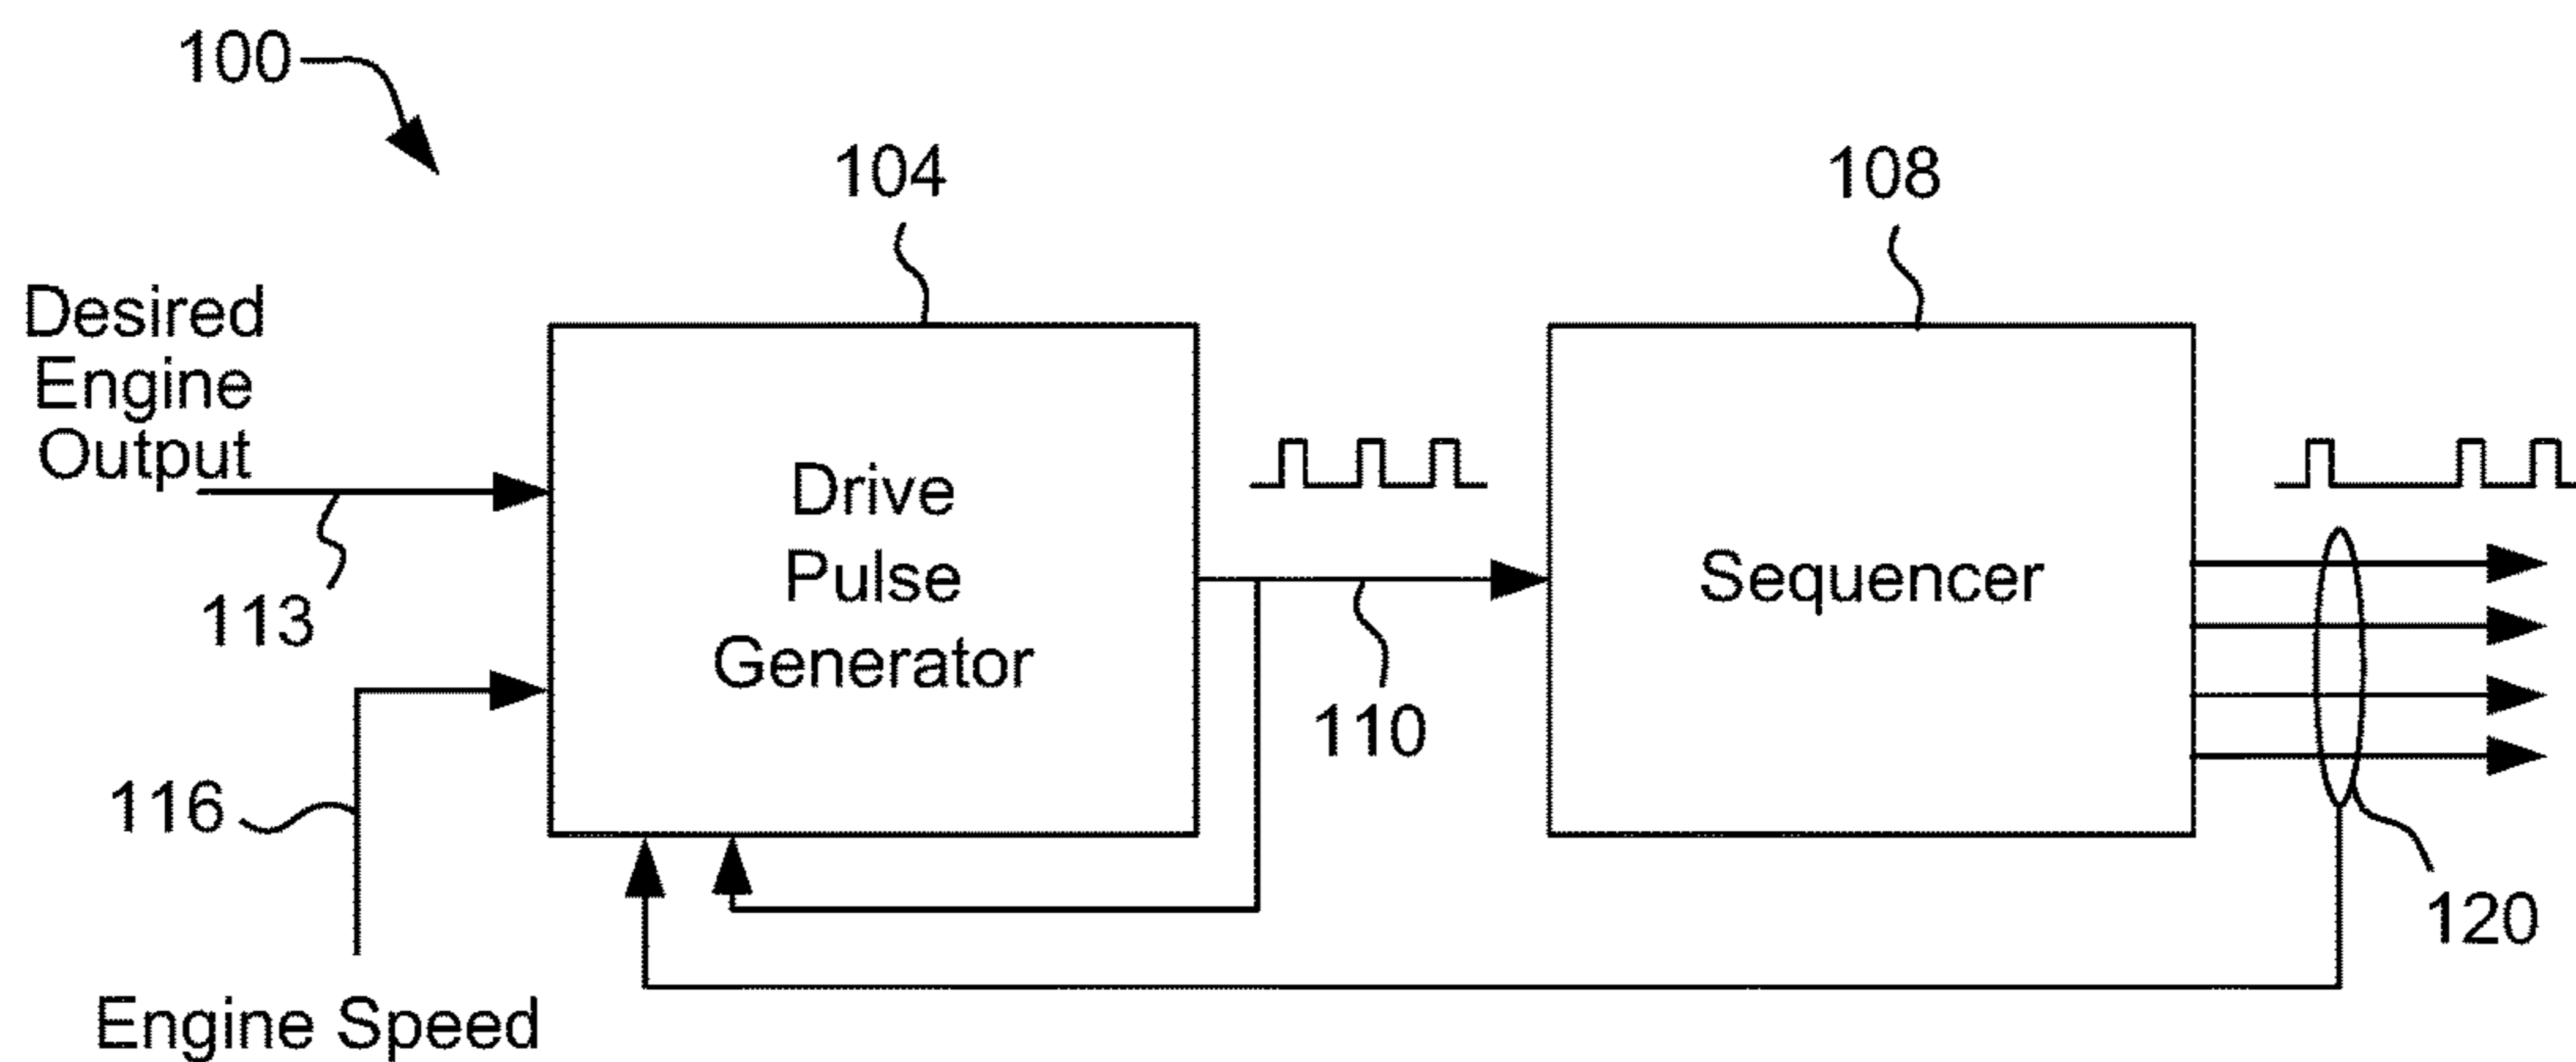 100
104
108
Desired
Engine
Output
Drive
Pulse
Generator
Sequencer
113
110
116
120
Engine Speed